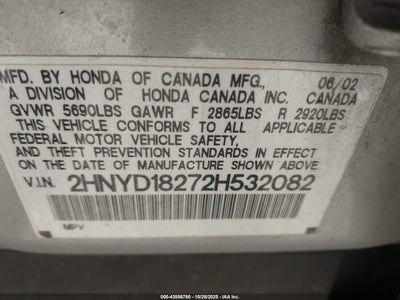 MFD. BY HONDA OF CANADA MFG., 06/02
A DIVISION OF HONDA CANADA INC. CANADA
GVWR 5690LBS GAWR F 2865LBS R 2920LBS
THIS VEHICLE CONFORMS TO ALL APPLICABLE
FEDERAL MOTOR VEHICLE SAFETY,
AND THEFT PREVENTION STANDARDS IN EFFECT
ON THE DATE OF MANUFACTURE SHOWN ABOVE.
V.I.N. 2HNYD18272H532082
MPV
000-43556760 - 10/28/2025 - IAA Inc.